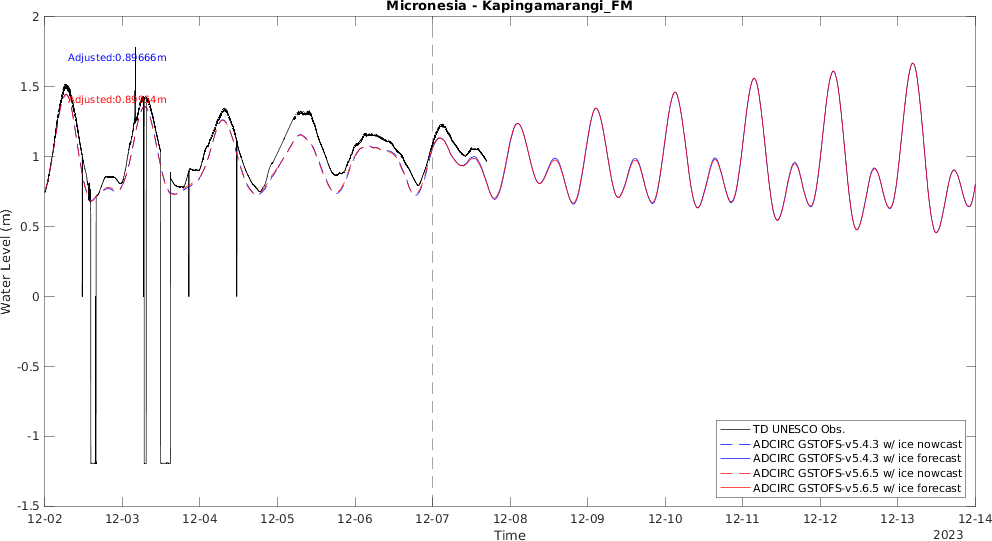 Micronesia - Kapingamarangi_FM
Water Level (m)
2
1.5
1
0.5
0
-0.5
-1
-1.5
Adjusted:0.89666m
TD UNESCO Obs.
ADCIRC GSTOFS-v5.4.3 w/ ice nowcast
ADCIRC GSTOFS-v5.4.3 w/ ice forecast
ADCIRC GSTOFS-v5.6.5 w/ ice nowcast
ADCIRC GSTOFS-v5.6.5 w/ ice forecast
12-02 12-03 12-04 12-05 12-06 12-07 12-08 12-09 12-10 12-11 12-12 12-13 12-14
Time
2023